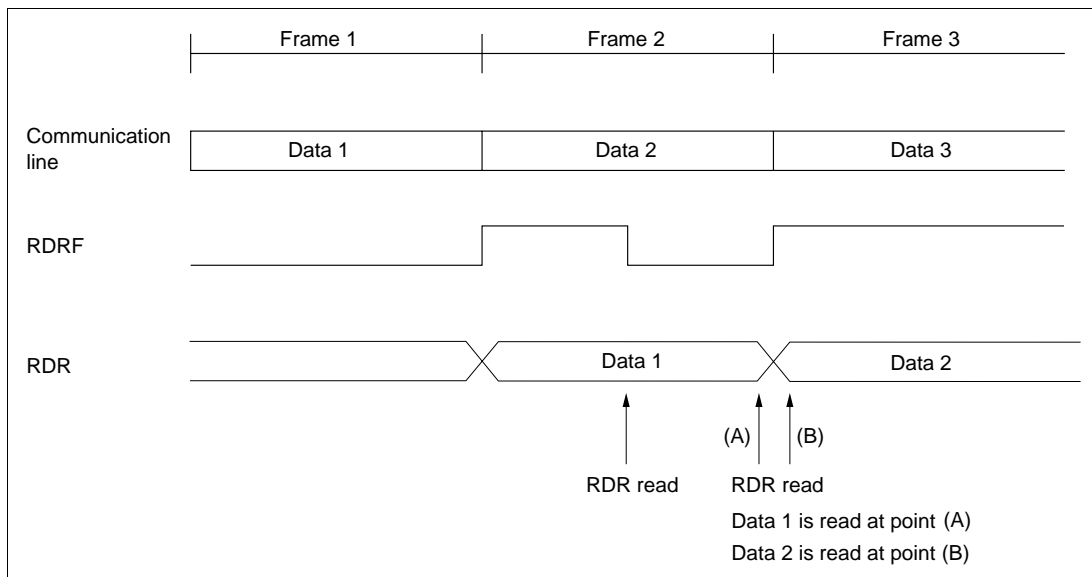 Frame 1 Frame 2 Frame 3
Communication
line
Data 1 Data 2 Data 3
RDRF
RDR
Data 1 Data 2
(A) (B)
RDR read RDR read
Data 1 is read at point (A)
Data 2 is read at point (B)